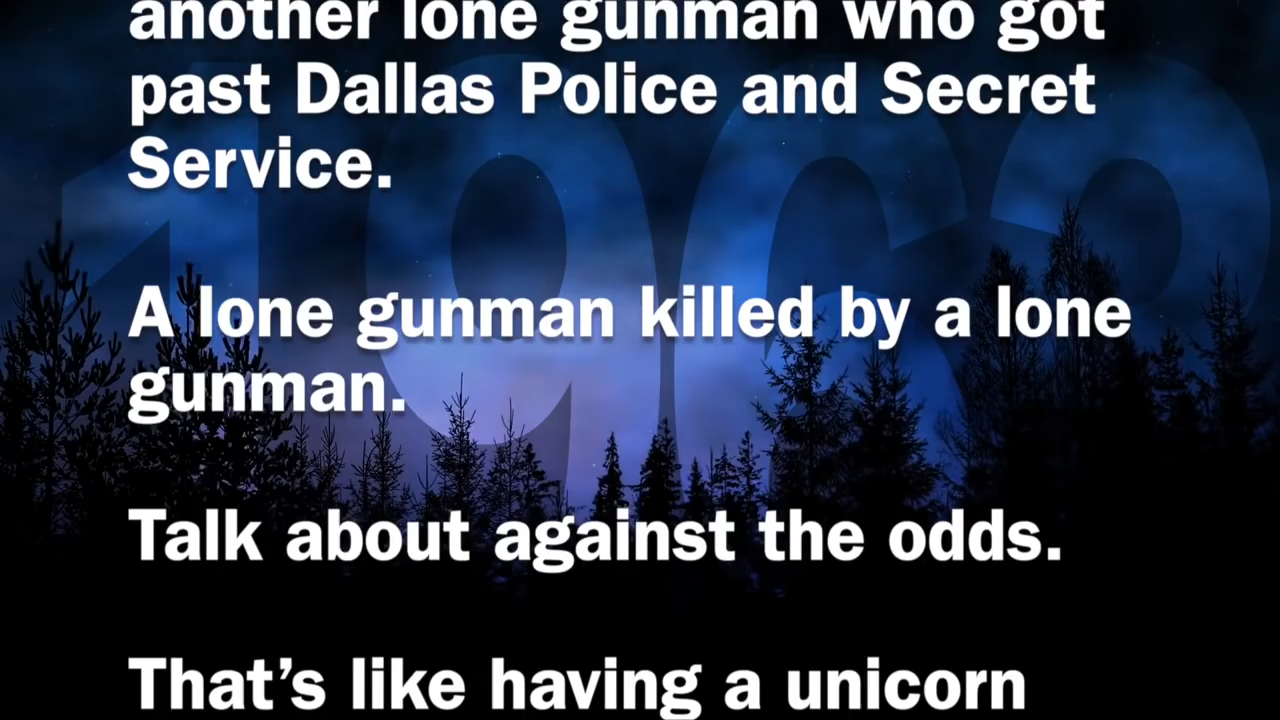 another lone gunman who got
past Dallas Police and Secret
Service.
A lone gunman killed by a lone
gunman.
Talk about against the odds.
That’s like having a unicorn
1963